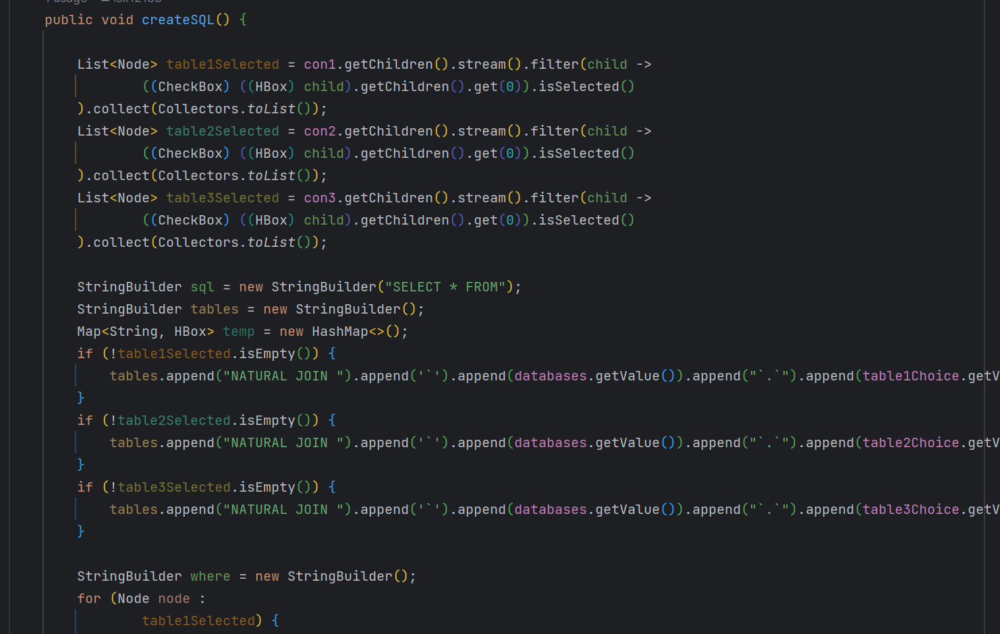 public void createSQL() {
List<Node> table1Selected = con1.getChildren().stream().filter(child ->
((CheckBox) ((HBox) child).getChildren().get(0)).isSelected()
).collect(Collectors.toList());
List<Node> table2Selected = con2.getChildren().stream().filter(child ->
((CheckBox) ((HBox) child).getChildren().get(0)).isSelected()
).collect(Collectors.toList());
List<Node> table3Selected = con3.getChildren().stream().filter(child ->
((CheckBox) ((HBox) child).getChildren().get(0)).isSelected()
).collect(Collectors.toList());
StringBuilder sql = new StringBuilder("SELECT * FROM");
StringBuilder tables = new StringBuilder();
Map<String, HBox> temp = new HashMap<>();
if (!table1Selected.isEmpty()) {
tables.append("NATURAL JOIN ").append('`').append(databases.getValue()).append("`.`").append(table1Choice.getV
}
if (!table2Selected.isEmpty()) {
tables.append("NATURAL JOIN ").append('`').append(databases.getValue()).append("`.`").append(table2Choice.getV
}
if (!table3Selected.isEmpty()) {
tables.append("NATURAL JOIN ").append('`').append(databases.getValue()).append("`.`").append(table3Choice.getV
}
StringBuilder where = new StringBuilder();
for (Node node :
table1Selected) {